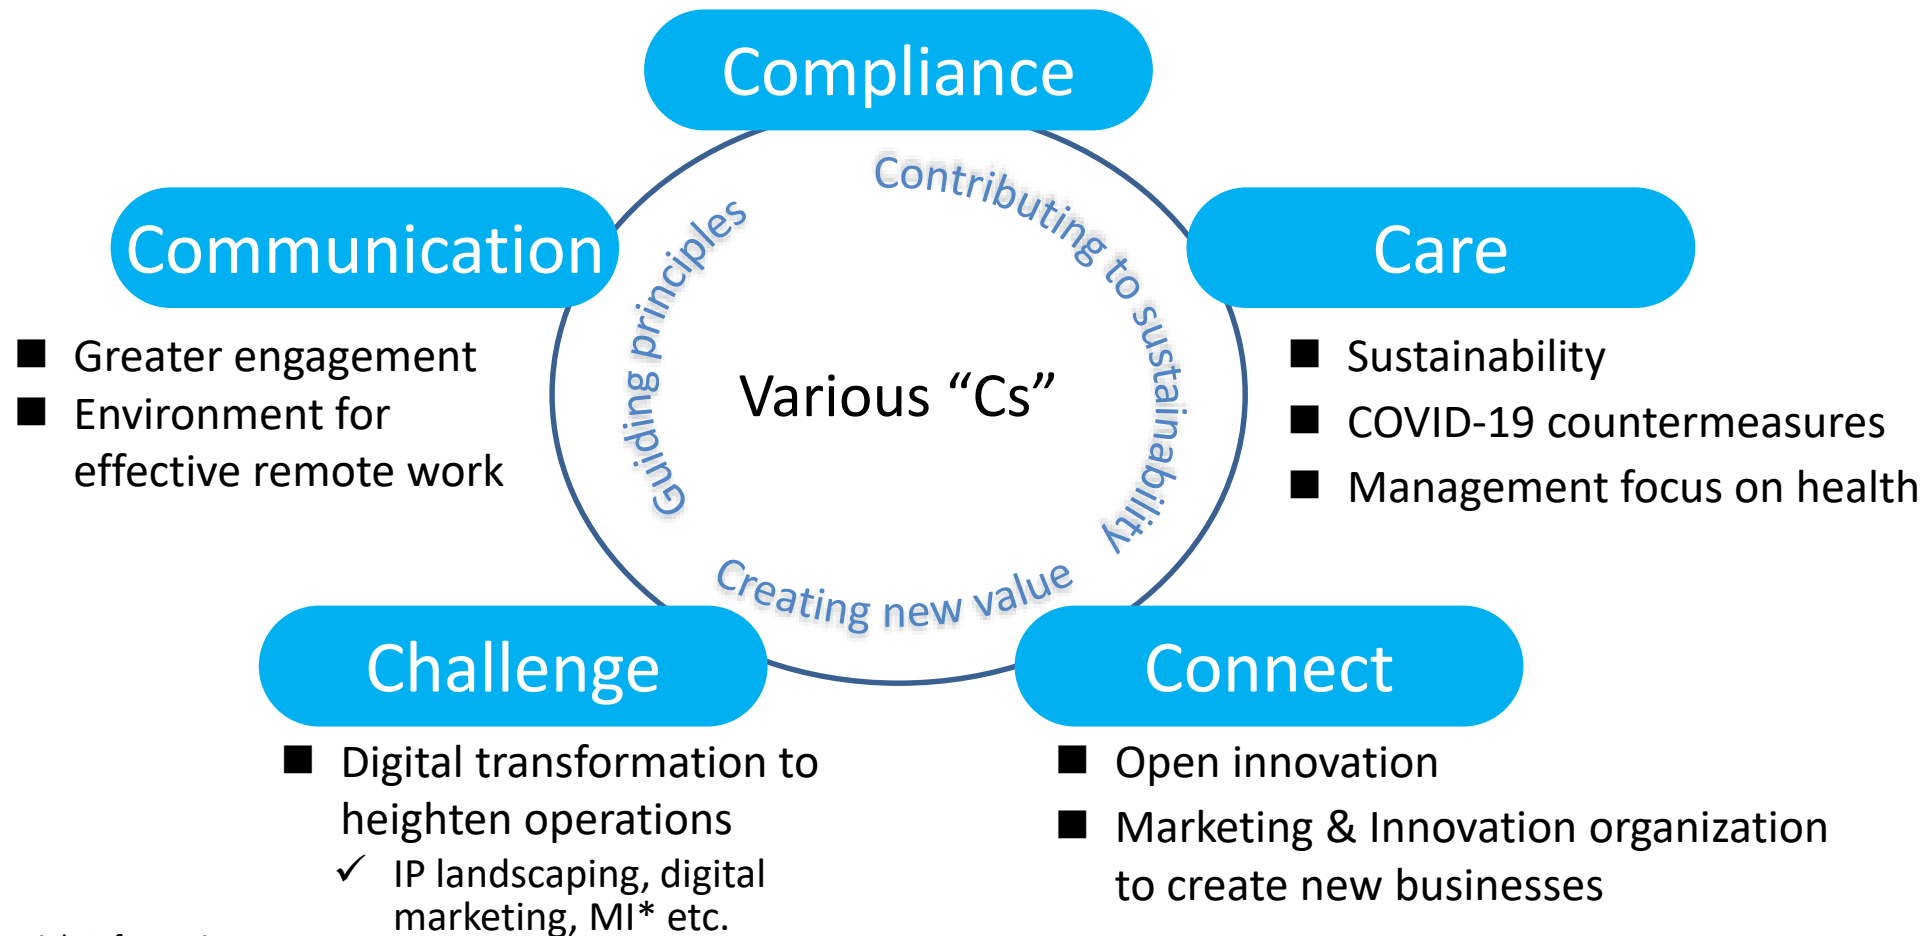 Compliance
Communication
Greater engagement
Environment for
effective remote work
Care
Sustainability
COVID-19 countermeasures
Management focus on health
Guiding principles
Contributing to sustainability
Various “Cs”
Creating new value
Challenge
Digital transformation to
heighten operations
✓ IP landscaping, digital
marketing, MI* etc.
Connect
Open innovation
Marketing & Innovation organization
to create new businesses